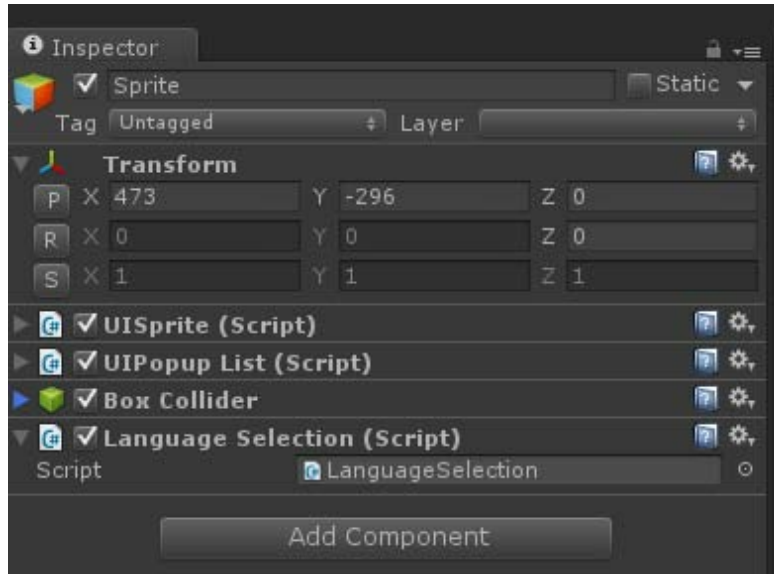 Inspector
Sprite Static
Tag Untagged Layer
Transform
P X 473 Y -296 Z 0
R X 0 Y 0 Z 0
S X 1 Y 1 Z 1
UISprite (Script)
UIPopup List (Script)
Box Collider
Language Selection (Script)
Script LanguageSelection
Add Component